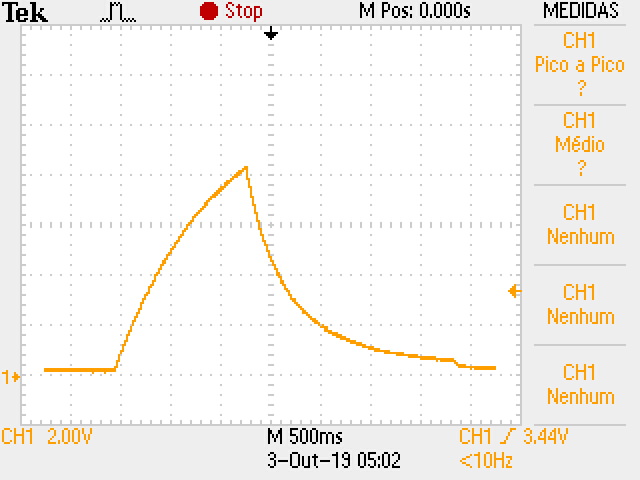 Tek Stop M Pos: 0.000s MEDIDAS
CH1
Pico a Pico
?
CH1
Médio
?
CH1
Nenhum
CH1
Nenhum
CH1
Nenhum
1
CH1 2.00V M 500ms CH1 3.44V
3-Out-19 05:02 <10Hz